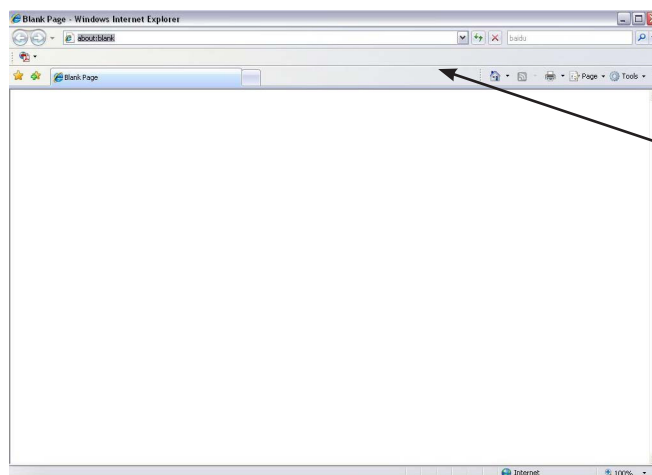 Blank Page - Windows Internet Explorer
about:blank
baidu
Blank Page
Page
Tools
Internet
100%